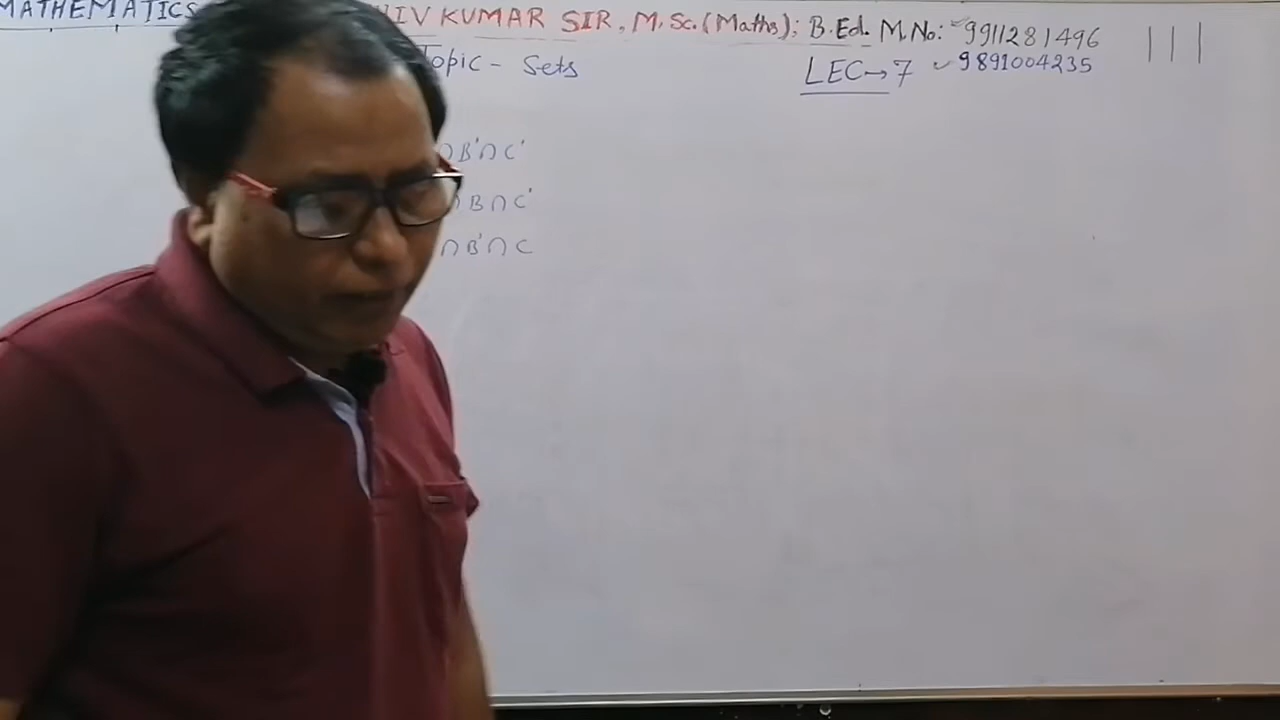 MATHEMATICS IV KUMAR SIR, M.Sc.(Maths); B.Ed. M.No:- 9911281496
Topic - Sets LEC→7 9891004235
∩B'∩C'
∩B∩C'
∩B'∩C